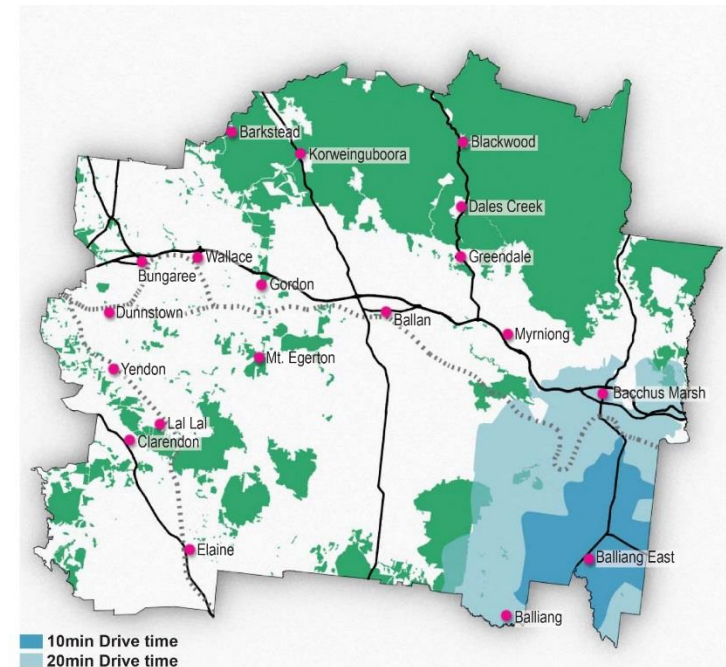 Barkstead
Blackwood
Korweinguboora
Dales Creek
Greendale
Wallace
Bungaree
Gordon
Dunnstown
Ballan
Myrniong
Mt. Egerton
Yendon
Bacchus Marsh
Lal Lal
Clarendon
Elaine
Balliang East
Balliang
10min Drive time
20min Drive time